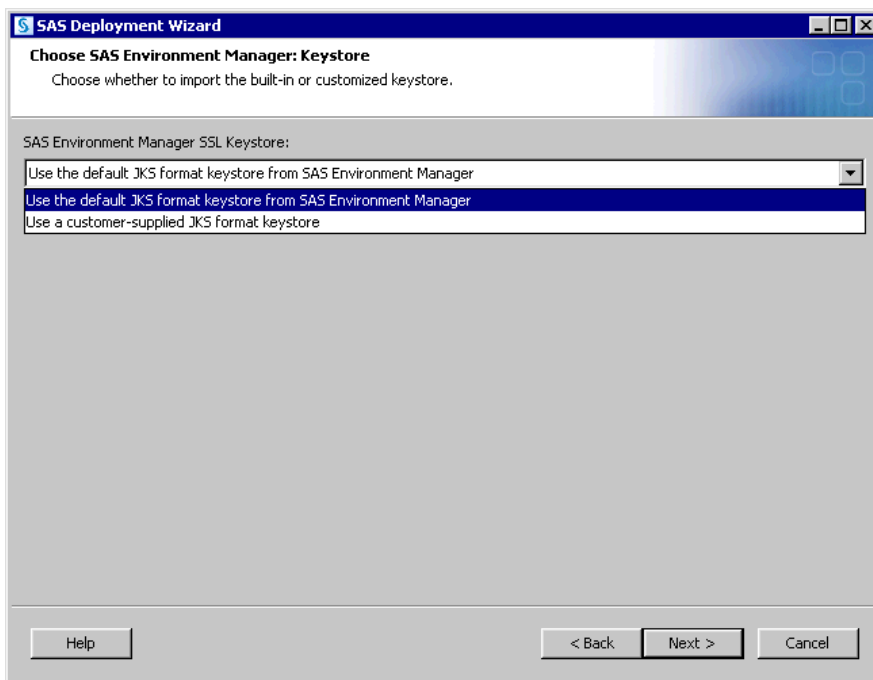 SAS Deployment Wizard
Choose SAS Environment Manager: Keystore
Choose whether to import the built-in or customized keystore.
SAS Environment Manager SSL Keystore:
Use the default JKS format keystore from SAS Environment Manager
Use the default JKS format keystore from SAS Environment Manager
Use a customer-supplied JKS format keystore
Help
< Back
Next >
Cancel